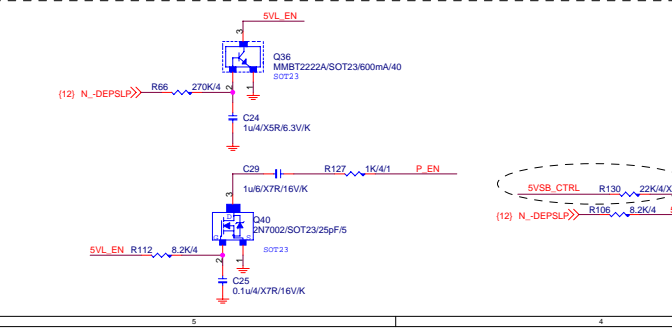 5VL_EN
3
Q36
MMBT2222A/SOT23/600mA/40
SOT23
{12} N_-DEPSLP R66 270K/4
2 1
C24
1u/4/X5R/6.3V/K
C29 R127 1K/4/1 P_EN
1u/6/X7R/16V/K
3
5VSB_CTRL R130 22K/4/X
D
Q40
2N7002/SOT23/25pF/5
G S
{12} N_-DEPSLP R106 8.2K/4
SOT23
5VL_EN R112 8.2K/4
2 1
C25
0.1u/4/X7R/16V/K
5 4